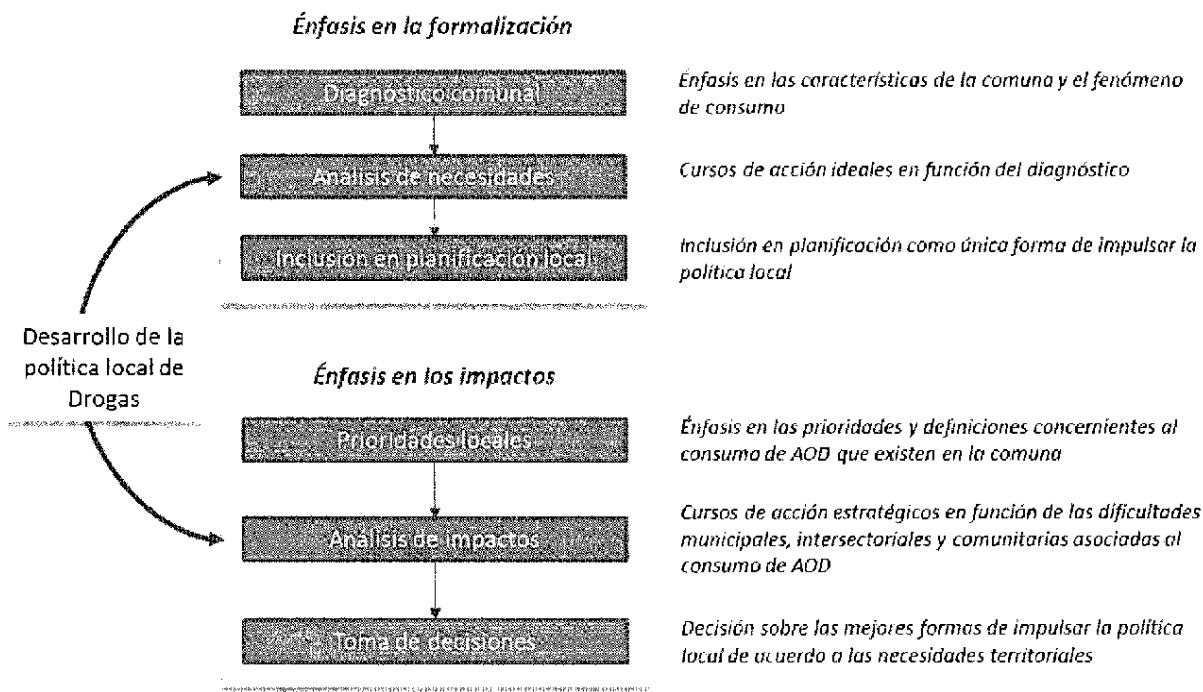 Énfasis en la formalización
Diagnóstico comunal
Énfasis en las características de la comuna y el fenómeno
de consumo
Análisis de necesidades
Cursos de acción ideales en función del diagnóstico
Inclusión en planificación local
Inclusión en planificación como única forma de impulsar la
política local
Desarrollo de la
política local de
Drogas
Énfasis en los impactos
Prioridades locales
Énfasis en las prioridades y definiciones concernientes al
consumo de AOD que existen en la comuna
Análisis de impactos
Cursos de acción estratégicos en función de las dificultades
municipales, intersectoriales y comunitarias asociadas al
consumo de AOD
Toma de decisiones
Decisión sobre las mejores formas de impulsar la política
local de acuerdo a las necesidades territoriales